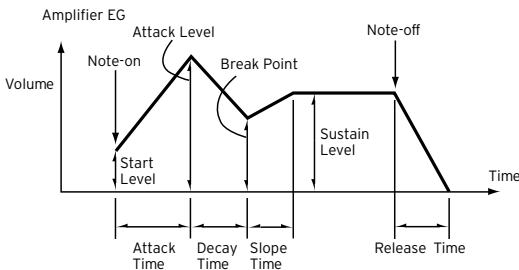 Amplifier EG
Attack Level
Note-off
Note-on
Break Point
Volume
Start
Level
Sustain
Level
Time
Attack
Time
Decay
Time
Slope
Time
Release Time